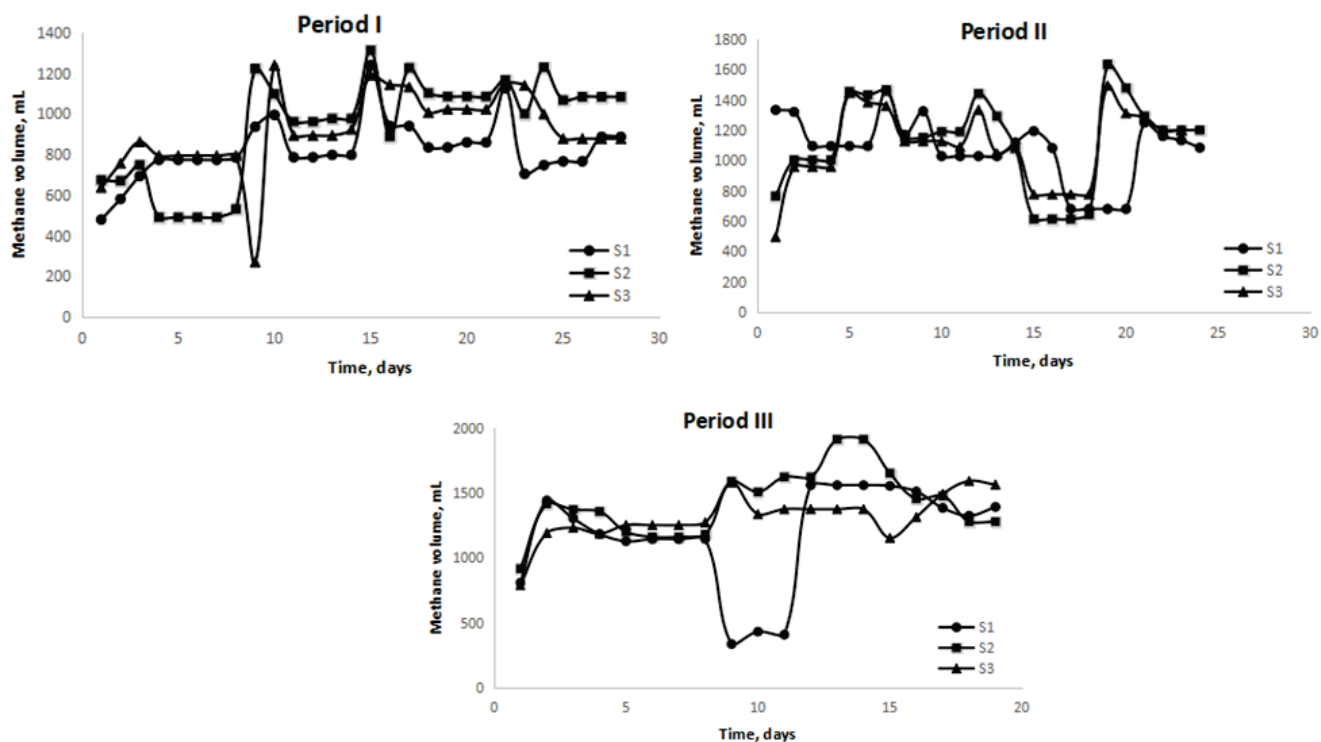 Period I
Methane volume, mL
1400
1200
1000
800
600
400
200
0
0 5 10 15 20 25 30
Time, days
S1
S2
S3
Period II
Methane volume, mL
1800
1600
1400
1200
1000
800
600
400
200
0
0 5 10 15 20 25 30
Time, days
S1
S2
S3
Period III
Methane volume, mL
2000
1500
1000
500
0
0 5 10 15 20
Time, days
S1
S2
S3